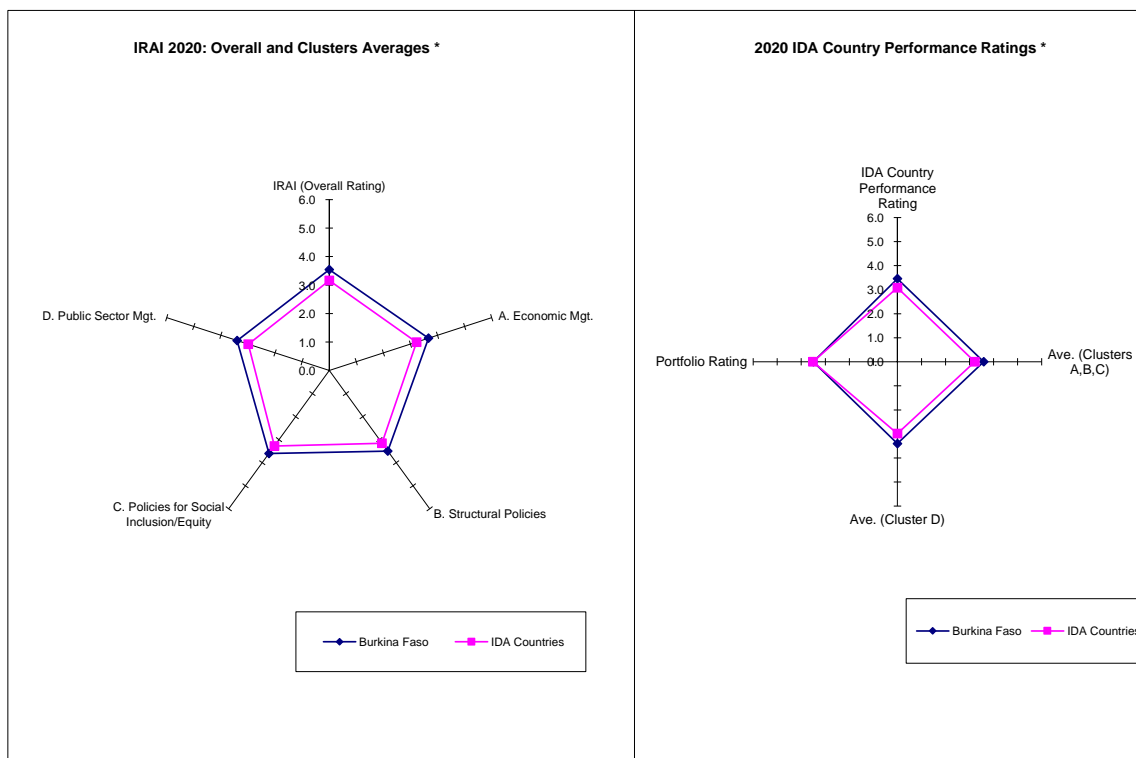 IRAI 2020: Overall and Clusters Averages *
IRAI (Overall Rating)
6.0
5.0
4.0
3.0
2.0
1.0
0.0
A. Economic Mgt.
B. Structural Policies
C. Policies for Social
Inclusion/Equity
D. Public Sector Mgt.
Burkina Faso
IDA Countries
2020 IDA Country Performance Ratings *
IDA Country
Performance
Rating
6.0
5.0
4.0
3.0
2.0
1.0
0.0
Ave. (Clusters
A,B,C)
Ave. (Cluster D)
Portfolio Rating
Burkina Faso
IDA Countries